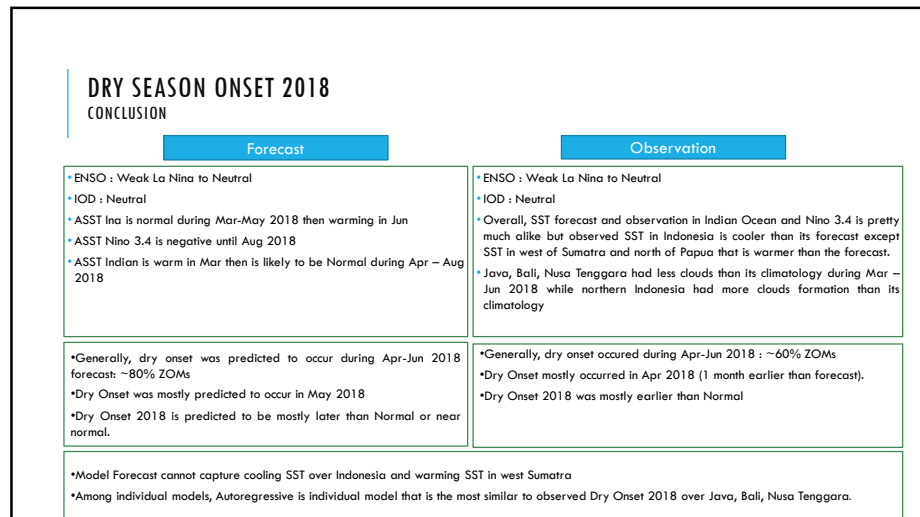 DRY SEASON ONSET 2018
CONCLUSION
Forecast
•ENSO : Weak La Nina to Neutral
•IOD : Neutral
•ASST Ina is normal during Mar-May 2018 then warming in Jun
•ASST Nino 3.4 is negative until Aug 2018
•ASST Indian is warm in Mar then is likely to be Normal during Apr – Aug
2018
Observation
•ENSO : Weak La Nina to Neutral
•IOD : Neutral
•Overall, SST forecast and observation in Indian Ocean and Nino 3.4 is pretty
much alike but observed SST in Indonesia is cooler than its forecast except
SST in west of Sumatra and north of Papua that is warmer than the forecast.
•Java, Bali, Nusa Tenggara had less clouds than its climatology during Mar –
Jun 2018 while northern Indonesia had more clouds formation than its
climatology
•Generally, dry onset was predicted to occur during Apr-Jun 2018
forecast: ~80% ZOMs
•Dry Onset was mostly predicted to occur in May 2018
•Dry Onset 2018 is predicted to be mostly later than Normal or near
normal.
•Generally, dry onset occured during Apr-Jun 2018 : ~60% ZOMs
•Dry Onset mostly occurred in Apr 2018 (1 month earlier than forecast).
•Dry Onset 2018 was mostly earlier than Normal
•Model Forecast cannot capture cooling SST over Indonesia and warming SST in west Sumatra
•Among individual models, Autoregressive is individual model that is the most similar to observed Dry Onset 2018 over Java, Bali, Nusa Tenggara.